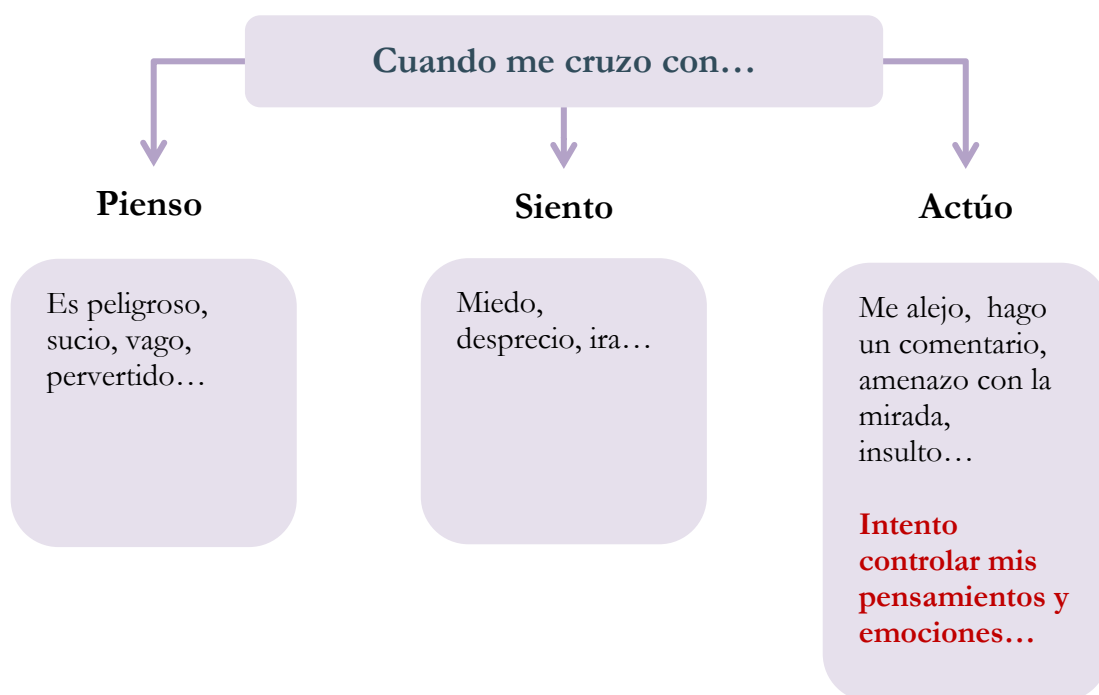 Cuando me cruzo con…
Pienso
Siento
Actúo
Es peligroso,
sucio, vago,
pervertido…
Miedo,
desprecio, ira…
Me alejo,  hago
un comentario,
amenazo con la
mirada,
insulto…
Intento
controlar mis
pensamientos y
emociones…